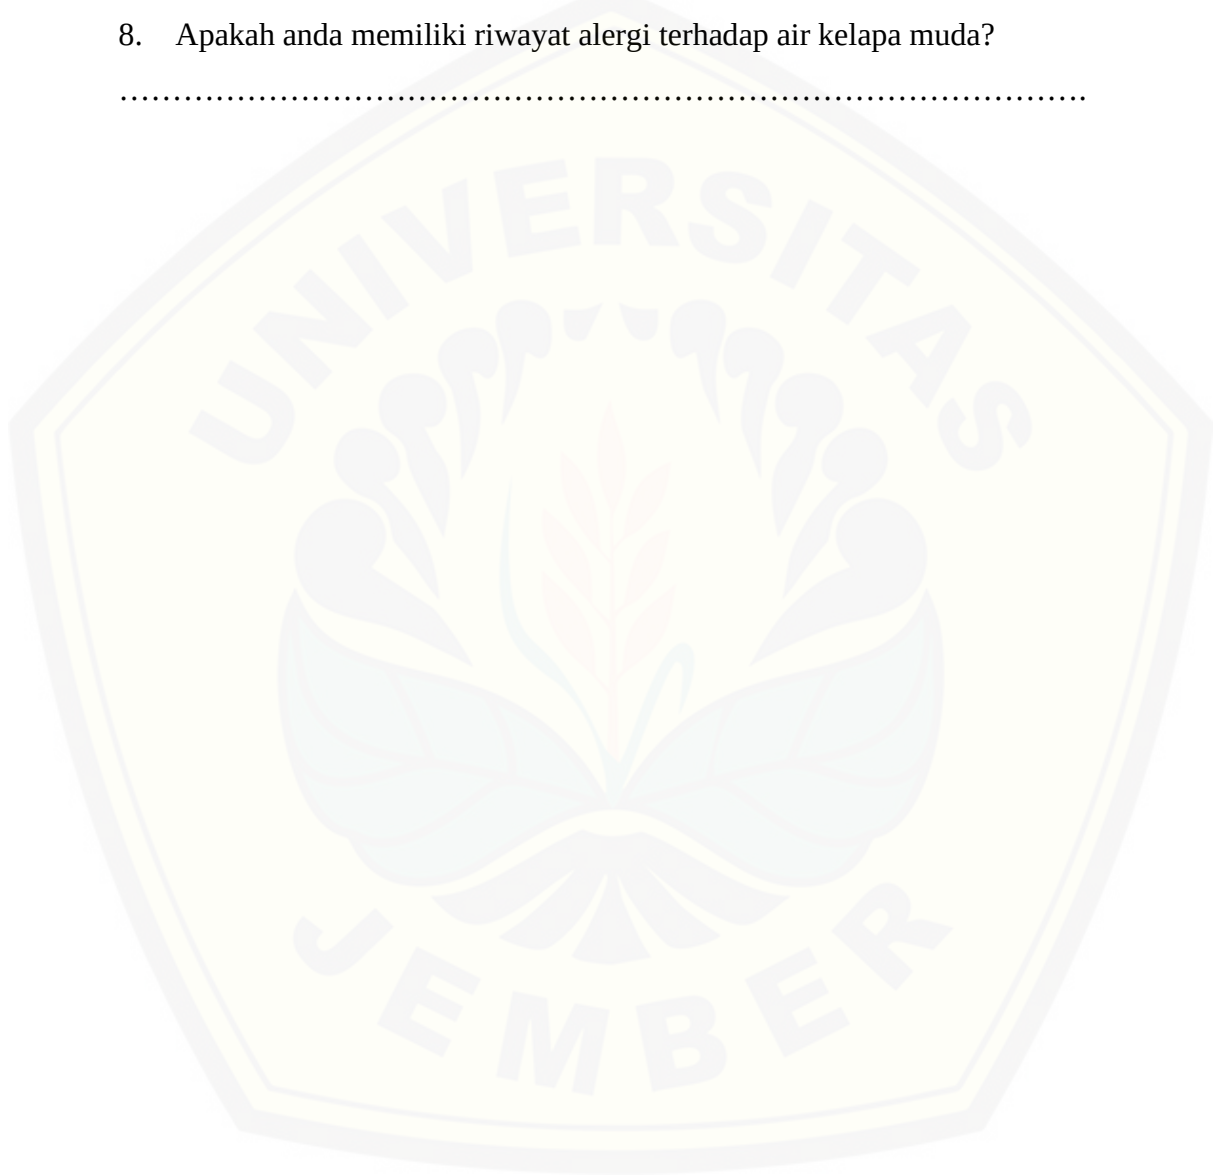 8. Apakah anda memiliki riwayat alergi terhadap air kelapa muda?
……………………………………………………………………………….
UNIVERSITAS
JEMBER